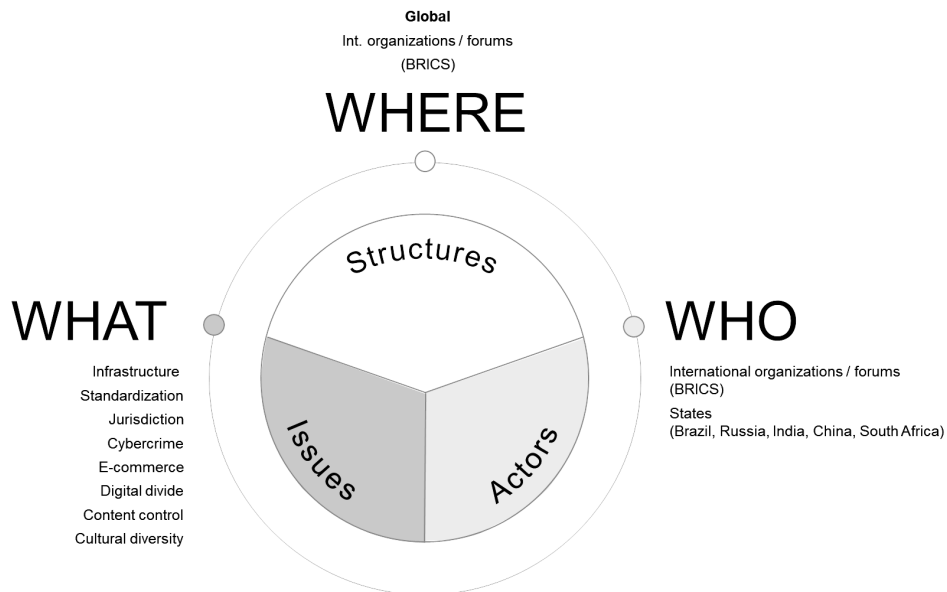 Global
Int. organizations / forums
(BRICS)
WHERE
Structures
WHAT
Infrastructure
Standardization
Jurisdiction
Cybercrime
E-commerce
Digital divide
Content control
Cultural diversity
Issues
Actors
WHO
International organizations / forums
(BRICS)
States
(Brazil, Russia, India, China, South Africa)